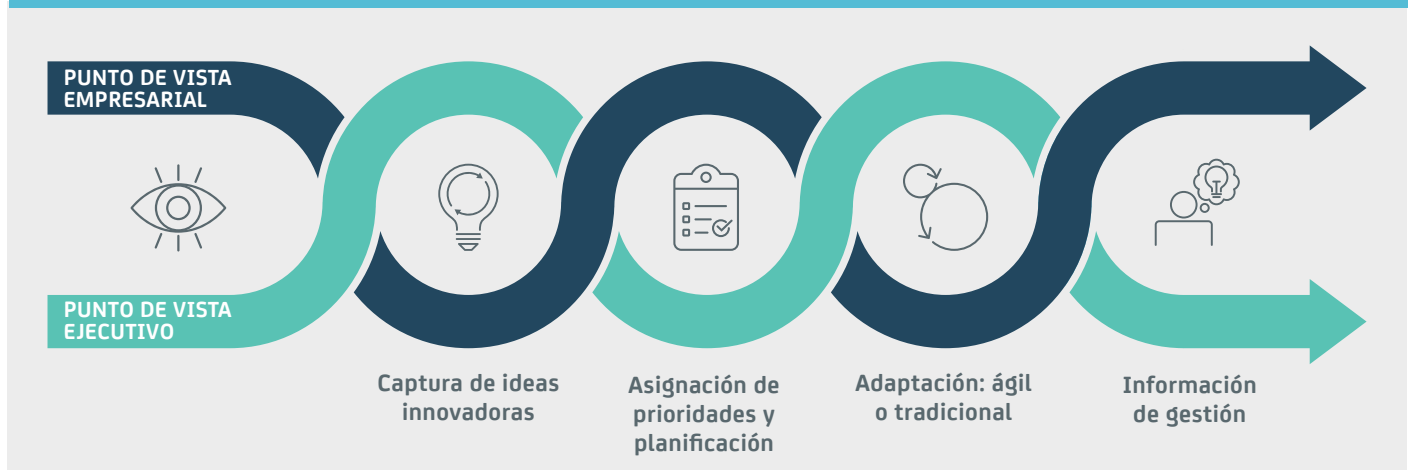 PUNTO DE VISTA
EMPRESARIAL
PUNTO DE VISTA
EJECUTIVO
Captura de ideas
innovadoras
Asignación de
prioridades y
planificación
Adaptación: ágil
o tradicional
Información
de gestión